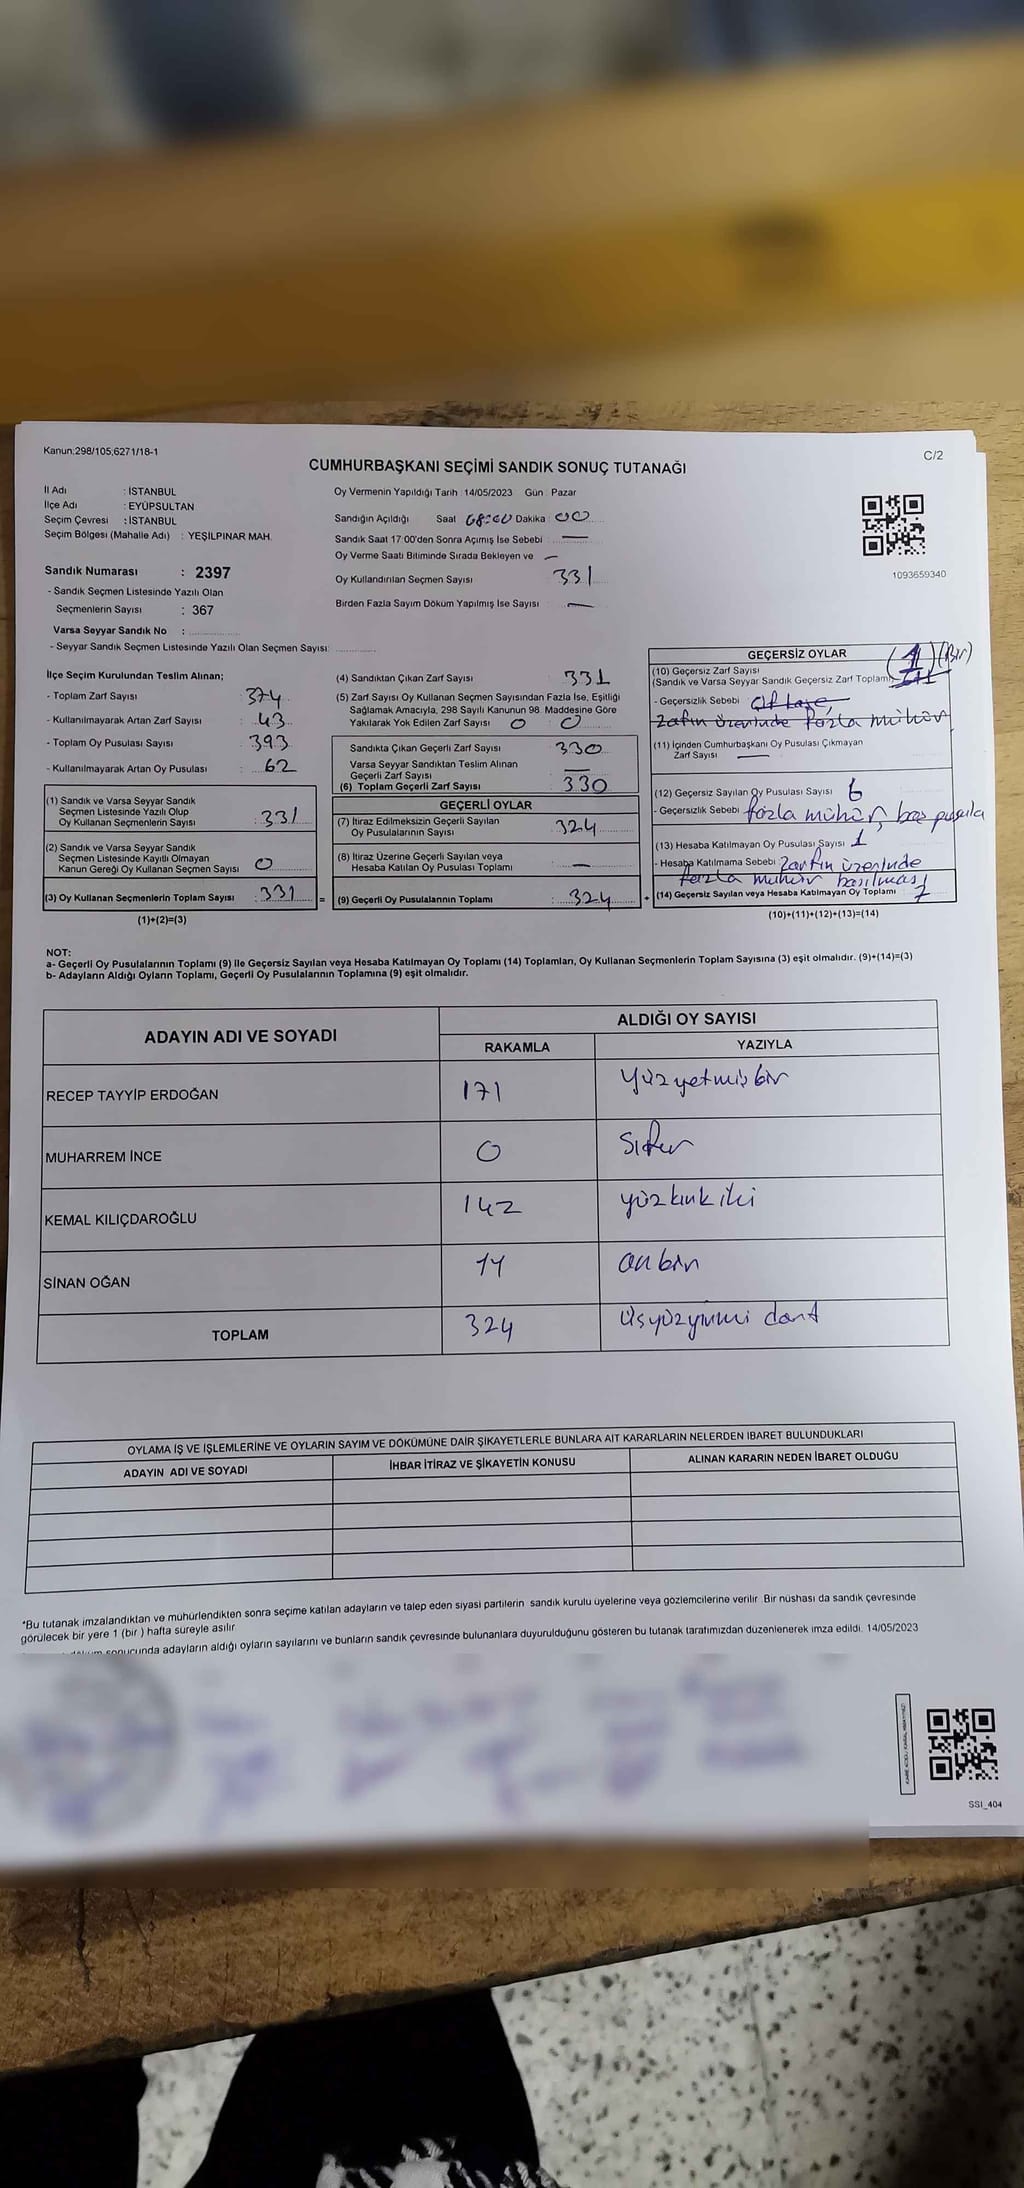 Kanun:298/105;6271/18-1
C/2
CUMHURBAŞKANI SEÇİMİ SANDIK SONUÇ TUTANAĞI
İl Adı : İSTANBUL
İlçe Adı : EYÜPSULTAN
Seçim Çevresi : İSTANBUL
Seçim Bölgesi (Mahalle Adı) : YEŞİLPINAR MAH.
Sandık Numarası : 2397
- Sandık Seçmen Listesinde Yazılı Olan
Seçmenlerin Sayısı : 367
Varsa Seyyar Sandık No :
- Seyyar Sandık Seçmen Listesinde Yazılı Olan Seçmen Sayısı:
Oy Vermenin Yapıldığı Tarih :14/05/2023 Gün : Pazar
Sandığın Açıldığı Saat 08:00 Dakika : 00
Sandık Saat 17:00'den Sonra Açımış İse Sebebi : —
Oy Verme Saati Bitiminde Sırada Bekleyen ve —
Oy Kullandırılan Seçmen Sayısı 331
Birden Fazla Sayım Döküm Yapılmış İse Sayısı : —
1093659340
İlçe Seçim Kurulundan Teslim Alınan;
- Toplam Zarf Sayısı : 374
- Kullanılmayarak Artan Zarf Sayısı : 43
- Toplam Oy Pusulası Sayısı : 393
- Kullanılmayarak Artan Oy Pusulası : 62
(1) Sandık ve Varsa Seyyar Sandık
Seçmen Listesinde Yazılı Olup
Oy Kullanan Seçmenlerin Sayısı : 331
(2) Sandık ve Varsa Seyyar Sandık
Seçmen Listesinde Kayıtlı Olmayan
Kanun Gereği Oy Kullanan Seçmen Sayısı : 0
(3) Oy Kullanan Seçmenlerin Toplam Sayısı : 331
(1)+(2)=(3)
(4) Sandıktan Çıkan Zarf Sayısı : 331
(5) Zarf Sayısı Oy Kullanan Seçmen Sayısından Fazla İse, Eşitliği
Sağlamak Amacıyla, 298 Sayılı Kanunun 98. Maddesine Göre
Yakılarak Yok Edilen Zarf Sayısı 0 : 0
Sandıkta Çıkan Geçerli Zarf Sayısı : 330
Varsa Seyyar Sandıktan Teslim Alınan
Geçerli Zarf Sayısı : —
(6) Toplam Geçerli Zarf Sayısı : 330
GEÇERLİ OYLAR
(7) İtiraz Edilmeksizin Geçerli Sayılan
Oy Pusulalarının Sayısı : 324
(8) İtiraz Üzerine Geçerli Sayılan veya
Hesaba Katılan Oy Pusulası Toplamı : —
= (9) Geçerli Oy Pusulalarının Toplamı : 324 +
GEÇERSİZ OYLAR
(10) Geçersiz Zarf Sayısı (1) (Bir)
(Sandık ve Varsa Seyyar Sandık Geçersiz Zarf Toplamı)
- Geçersizlik Sebebi :
zarfın üzerinde fazla mühür
(11) İçinden Cumhurbaşkanı Oy Pusulası Çıkmayan
Zarf Sayısı : —
(12) Geçersiz Sayılan Oy Pusulası Sayısı : 6
- Geçersizlik Sebebi : fazla mühür, boş pusula
(13) Hesaba Katılmayan Oy Pusulası Sayısı : 1
- Hesaba Katılmama Sebebi : Zarfın üzerinde
fazla mühür basılması
(14) Geçersiz Sayılan veya Hesaba Katılmayan Oy Toplamı : 7
(10)+(11)+(12)+(13)=(14)
NOT:
a- Geçerli Oy Pusulalarının Toplamı (9) ile Geçersiz Sayılan veya Hesaba Katılmayan Oy Toplamı (14) Toplamları, Oy Kullanan Seçmenlerin Toplam Sayısına (3) eşit olmalıdır. (9)+(14)=(3)
b- Adayların Aldığı Oyların Toplamı, Geçerli Oy Pusulalarının Toplamına (9) eşit olmalıdır.
ADAYIN ADI VE SOYADI ALDIĞI OY SAYISI
RAKAMLA YAZIYLA
RECEP TAYYİP ERDOĞAN 171 yüzyetmişbir
MUHARREM İNCE 0 Sıfır
KEMAL KILIÇDAROĞLU 142 yüzkırkiki
SİNAN OĞAN 11 onbir
TOPLAM 324 üçyüzyirmi dört
OYLAMA İŞ VE İŞLEMLERİNE VE OYLARIN SAYIM VE DÖKÜMÜNE DAİR ŞİKAYETLERLE BUNLARA AİT KARARLARIN NELERDEN İBARET BULUNDUKLARI
ADAYIN ADI VE SOYADI İHBAR İTİRAZ VE ŞİKAYETİN KONUSU ALINAN KARARIN NEDEN İBARET OLDUĞU
*Bu tutanak imzalandıktan ve mühürlendikten sonra seçime katılan adayların ve talep eden siyasi partilerin sandık kurulu üyelerine veya gözlemcilerine verilir. Bir nüshası da sandık çevresinde
görülecek bir yere 1 (bir ) hafta süreyle asılır.
sonucunda adayların aldığı oyların sayılarını ve bunların sandık çevresinde bulunanlara duyurulduğunu gösteren bu tutanak tarafımızdan düzenlenerek imza edildi. 14/05/2023
SSI_404